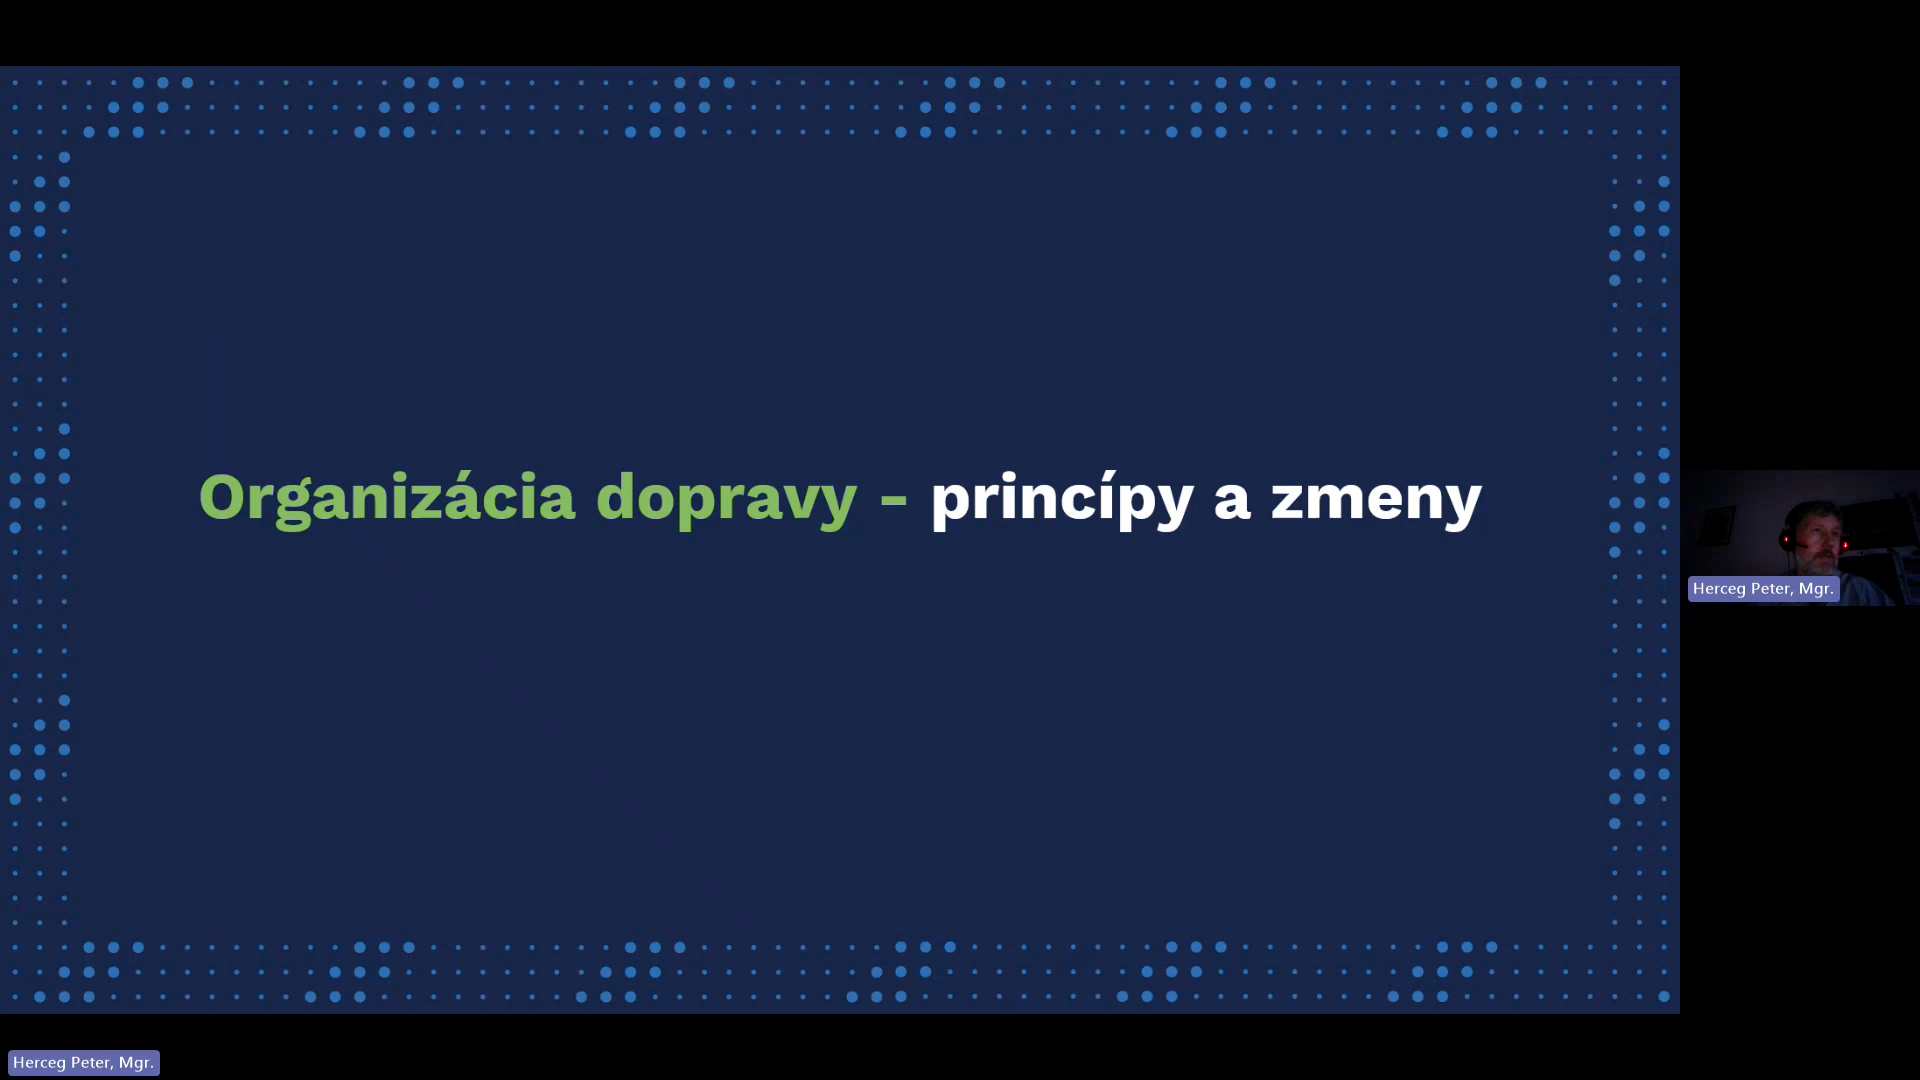 Organizácia dopravy - princípy a zmeny
Herceg Peter, Mgr.
Herceg Peter, Mgr.